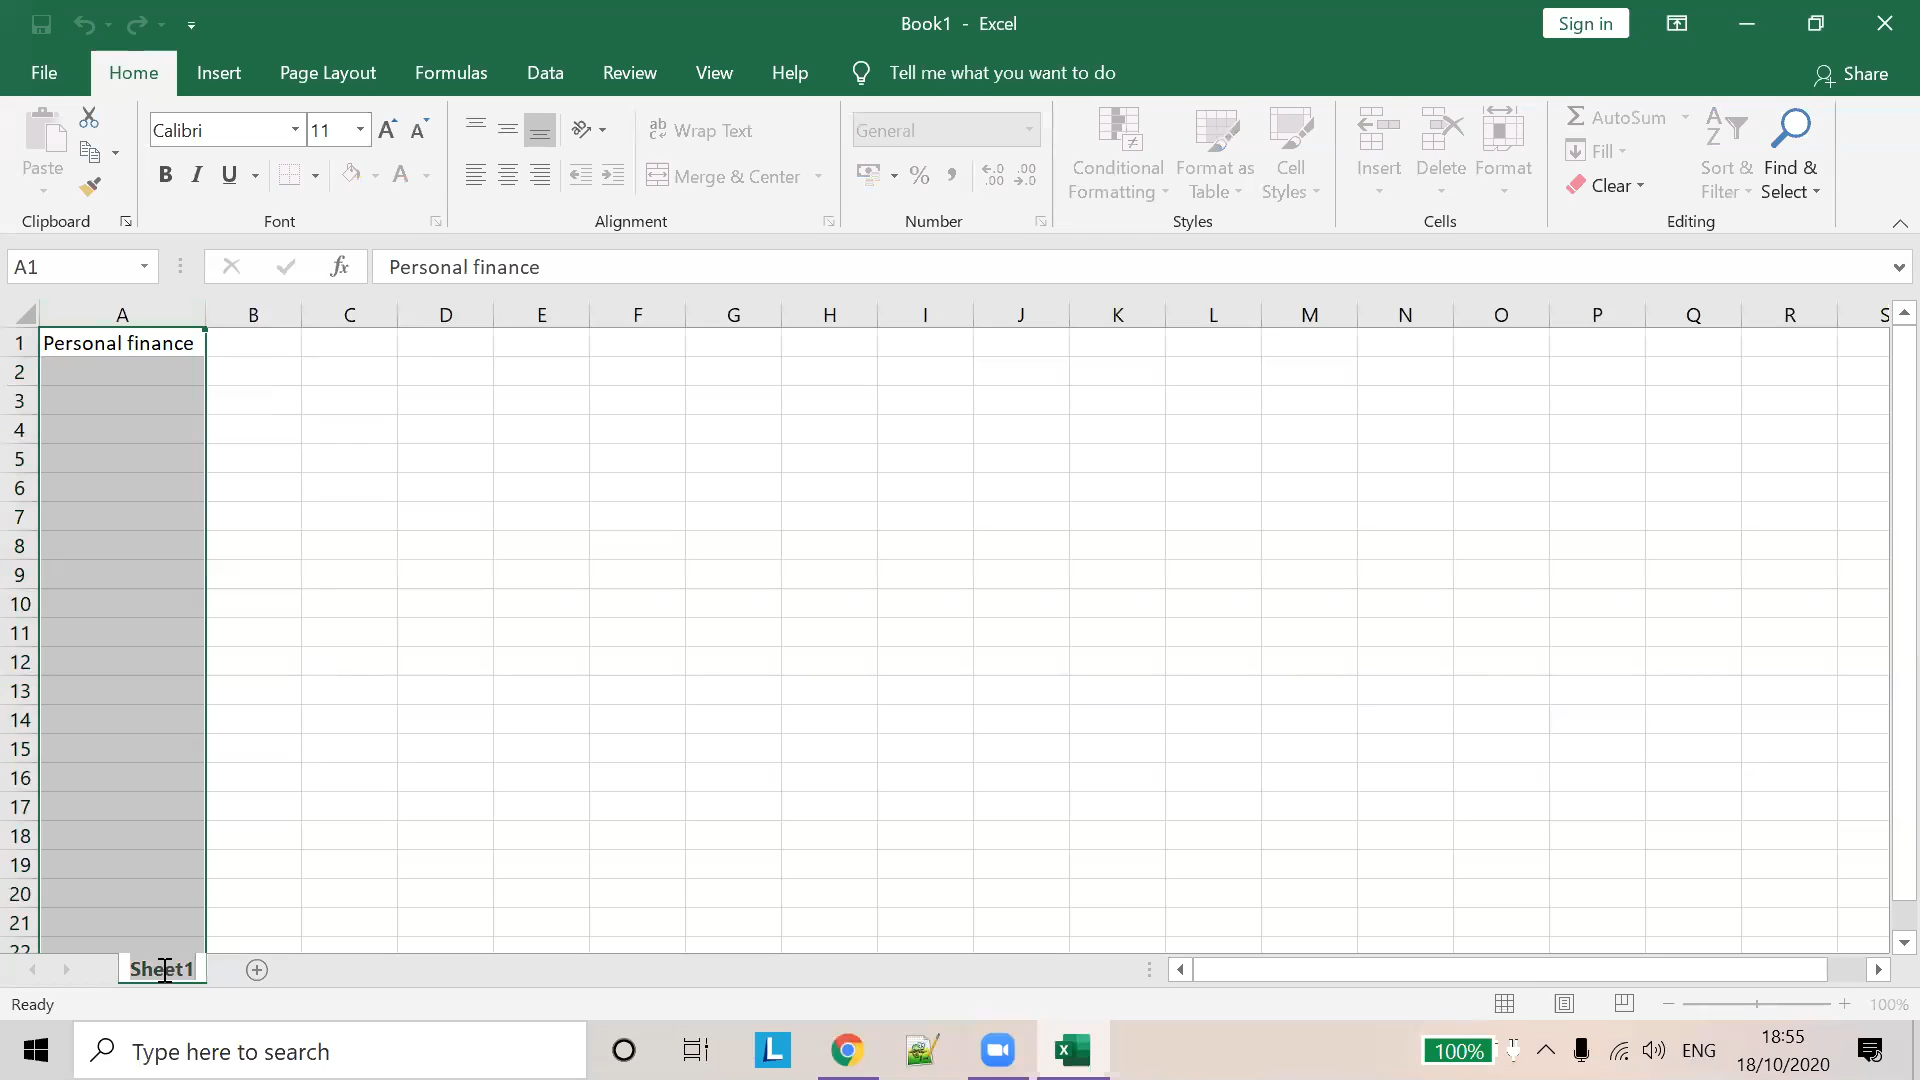 Book1 - Excel
Sign in
File Home Insert Page Layout Formulas Data Review View Help Tell me what you want to do Share
Paste
Clipboard
Calibri 11
B I U A
Font
ab Wrap Text
Merge & Center
Alignment
General
% ,
Number
Conditional Formatting
Format as Table
Cell Styles
Styles
Insert Delete Format
Cells
AutoSum
Fill
Clear
Sort & Filter
Find & Select
Editing
A1 fx Personal finance
A B C D E F G H I J K L M N O P Q R S
1 Personal finance
2
3
4
5
6
7
8
9
10
11
12
13
14
15
16
17
18
19
20
21
22
Sheet1
Ready 100%
Type here to search
L
100% ENG
18:55
18/10/2020